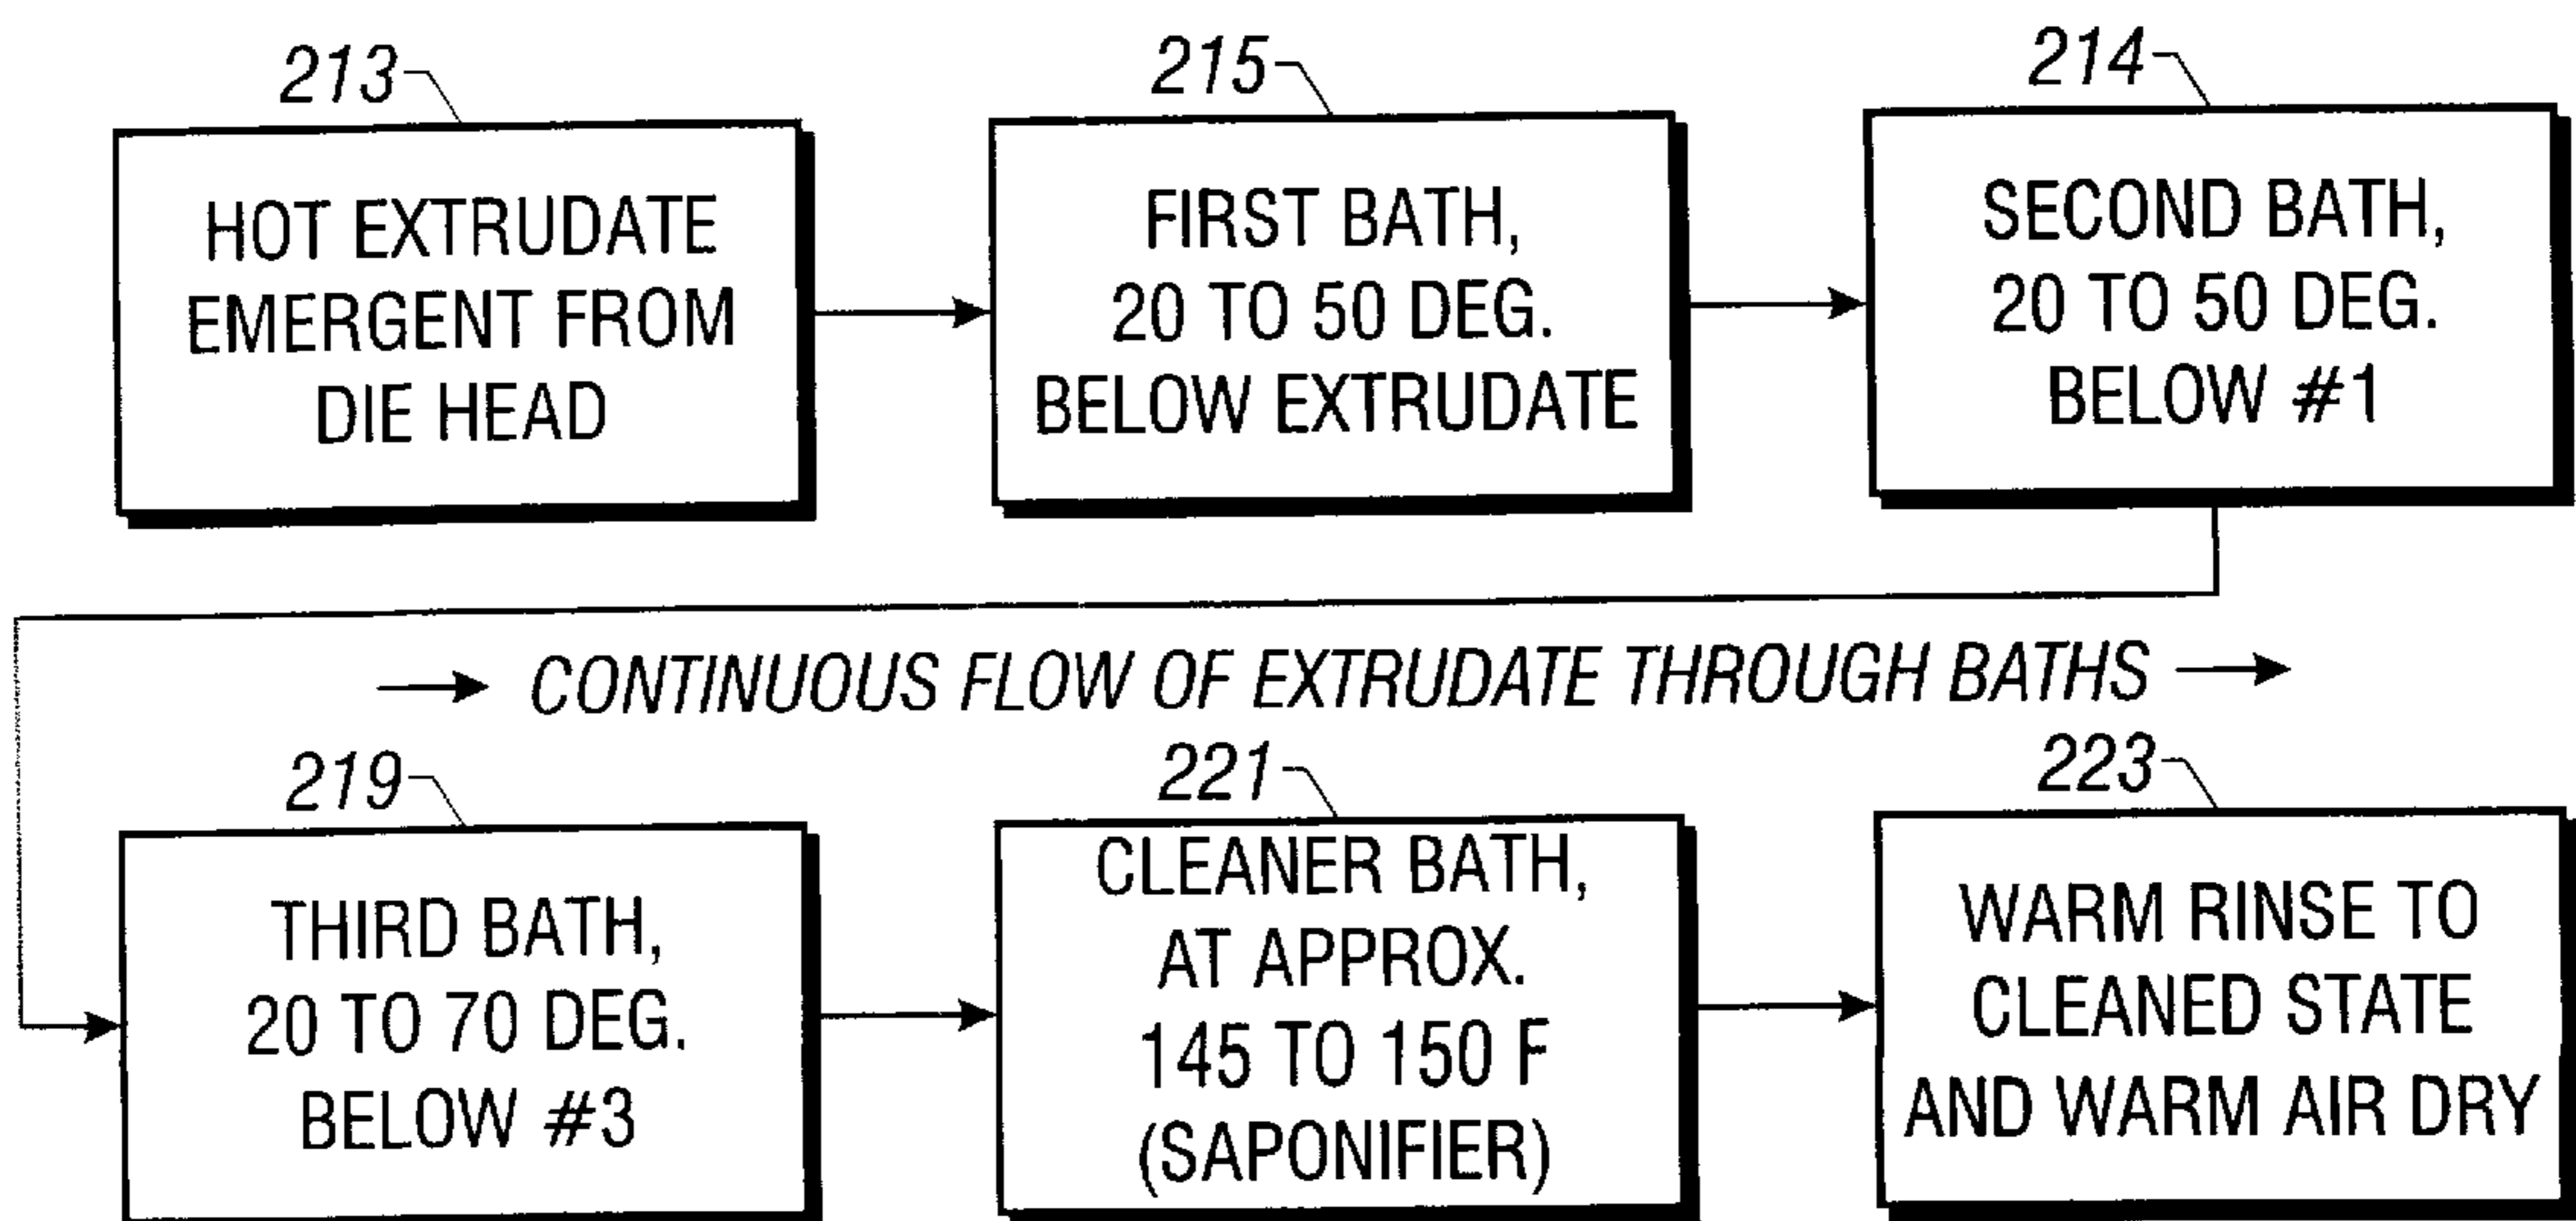 213
HOT EXTRUDATE
EMERGENT FROM
DIE HEAD
215
FIRST BATH,
20 TO 50 DEG.
BELOW EXTRUDATE
214
SECOND BATH,
20 TO 50 DEG.
BELOW #1
CONTINUOUS FLOW OF EXTRUDATE THROUGH BATHS
219
THIRD BATH,
20 TO 70 DEG.
BELOW #3
221
CLEANER BATH,
AT APPROX.
145 TO 150 F
(SAPONIFIER)
223
WARM RINSE TO
CLEANED STATE
AND WARM AIR DRY